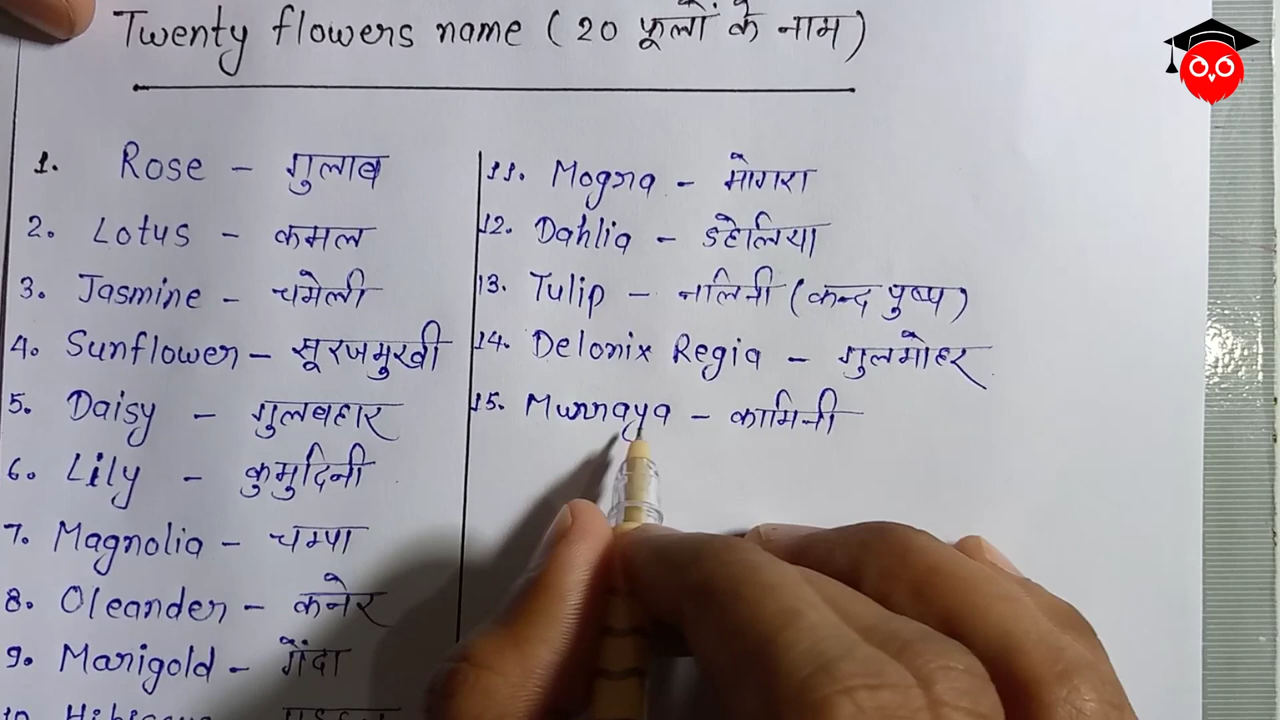 Twenty flowers name ( 20 फूलों के नाम )
1. Rose - गुलाब
2. Lotus - कमल
3. Jasmine - चमेली
4. Sunflower - सूरजमुखी
5. Daisy - गुलबहार
6. Lily - कुमुदिनी
7. Magnolia - चम्पा
8. Oleander - कनेर
9. Marigold - गेंदा
10. Hibiscus -
11. Mogra - मोगरा
12. Dahlia - डहेलिया
13. Tulip - नलिनी (कन्द पुष्प)
14. Delonix Regia - गुलमोहर
15. Murraya - कामिनी